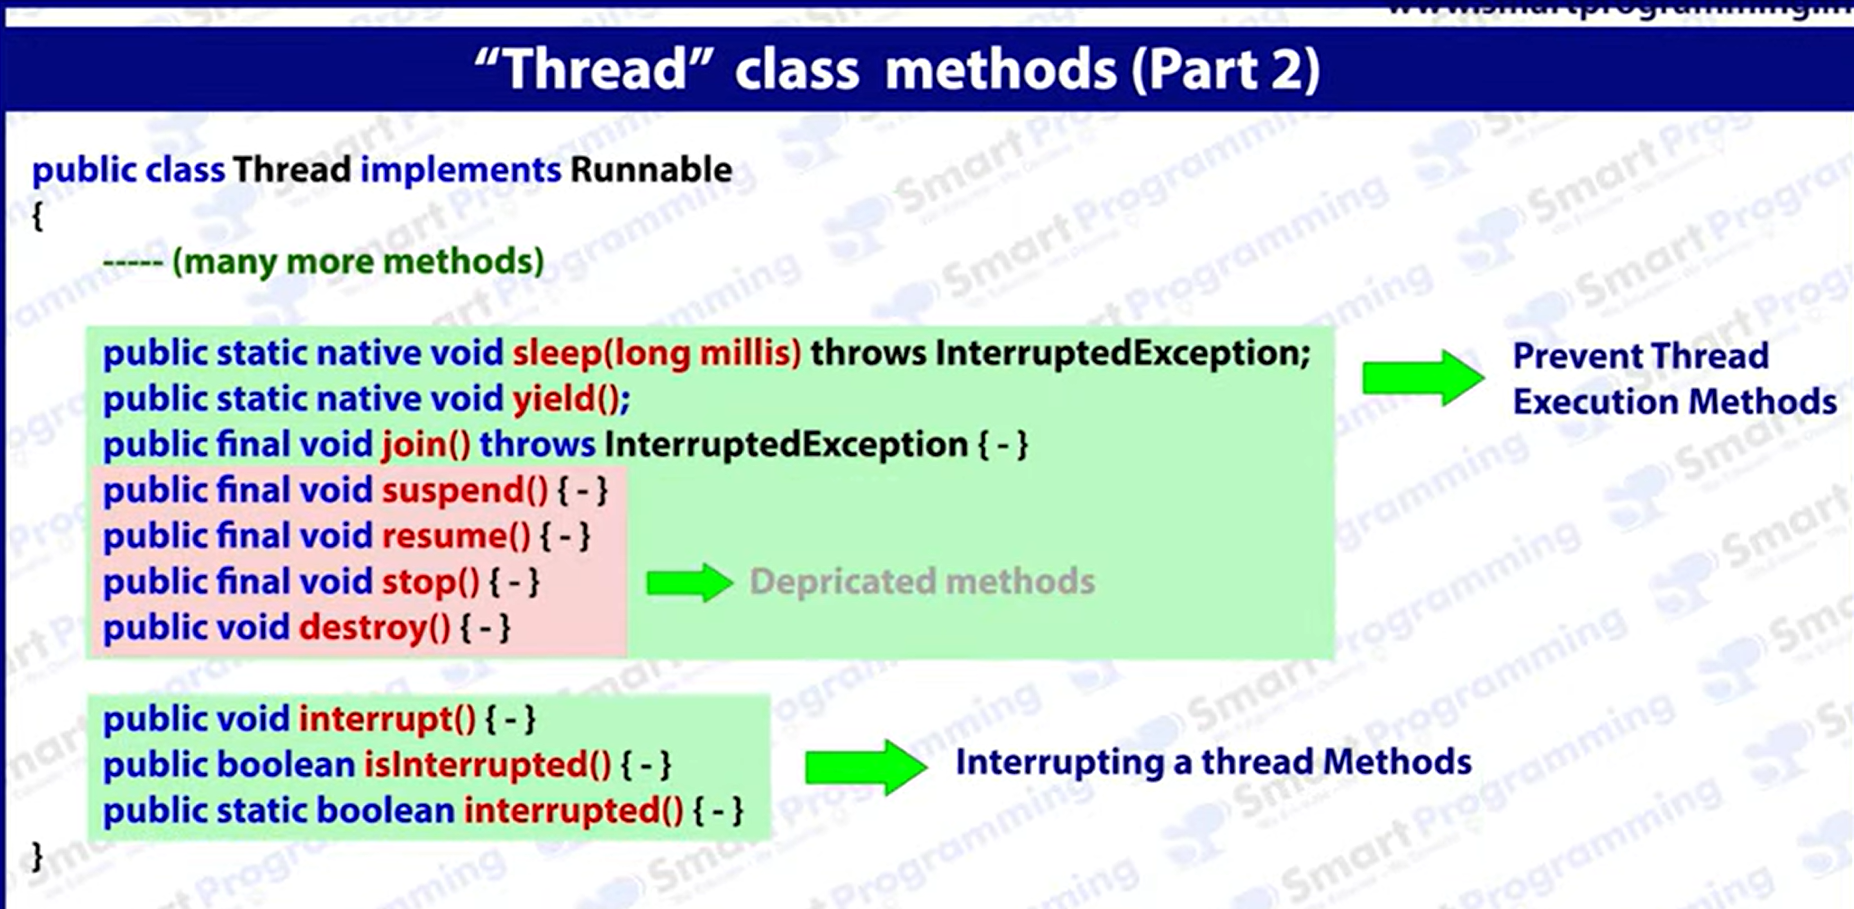 "Thread" class methods (Part 2)
public class Thread implements Runnable
{
----- (many more methods)
public static native void sleep(long millis) throws InterruptedException;
public static native void yield();
public final void join() throws InterruptedException { - }
public final void suspend() { - }
public final void resume() { - }
public final void stop() { - }
public void destroy() { - }
Prevent Thread
Execution Methods
Depricated methods
public void interrupt() { - }
public boolean isInterrupted() { - }
public static boolean interrupted() { - }
Interrupting a thread Methods
}
Smart Programming